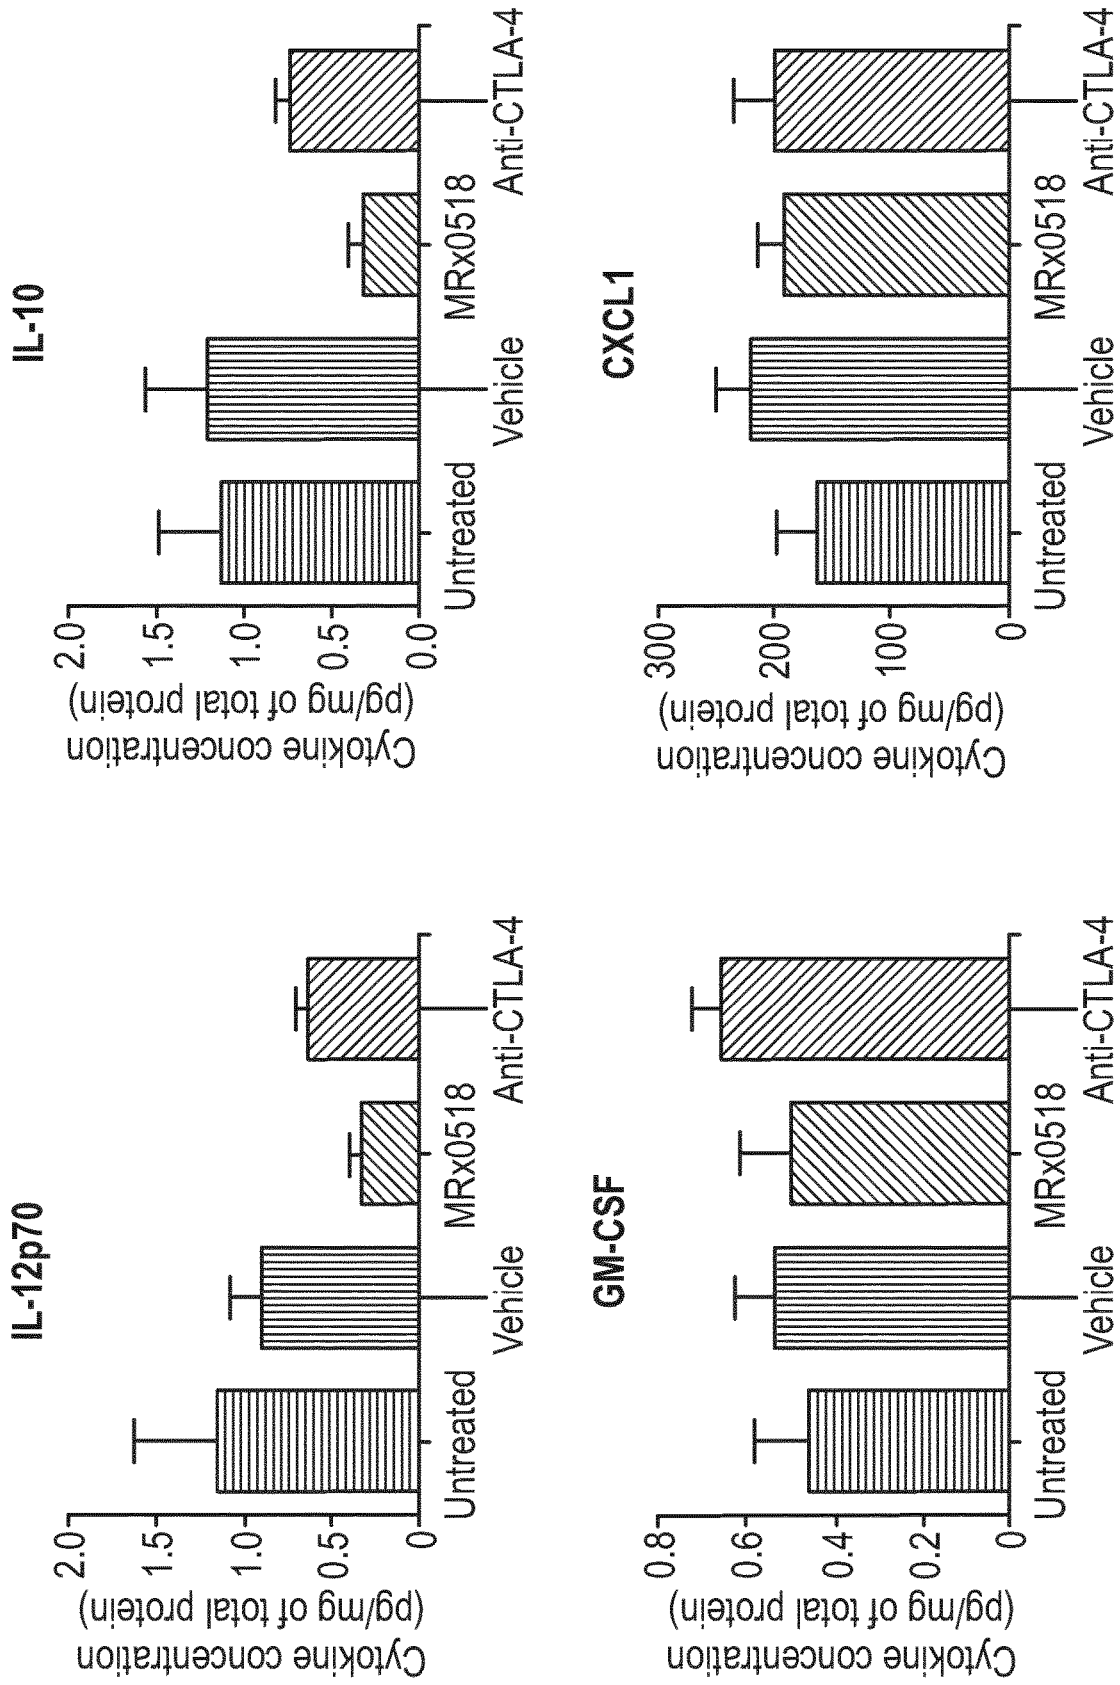 IL-12p70
Cytokine concentration
(pg/mg of total protein)
2.0
1.5
1.0
0.5
0
Untreated
Vehicle
MRx0518
Anti-CTLA-4
IL-10
Cytokine concentration
(pg/mg of total protein)
2.0
1.5
1.0
0.5
0.0
Untreated
Vehicle
MRx0518
Anti-CTLA-4
GM-CSF
Cytokine concentration
(pg/mg of total protein)
0.8
0.6
0.4
0.2
0
Untreated
Vehicle
MRx0518
Anti-CTLA-4
CXCL1
Cytokine concentration
(pg/mg of total protein)
300
200
100
0
Untreated
Vehicle
MRx0518
Anti-CTLA-4